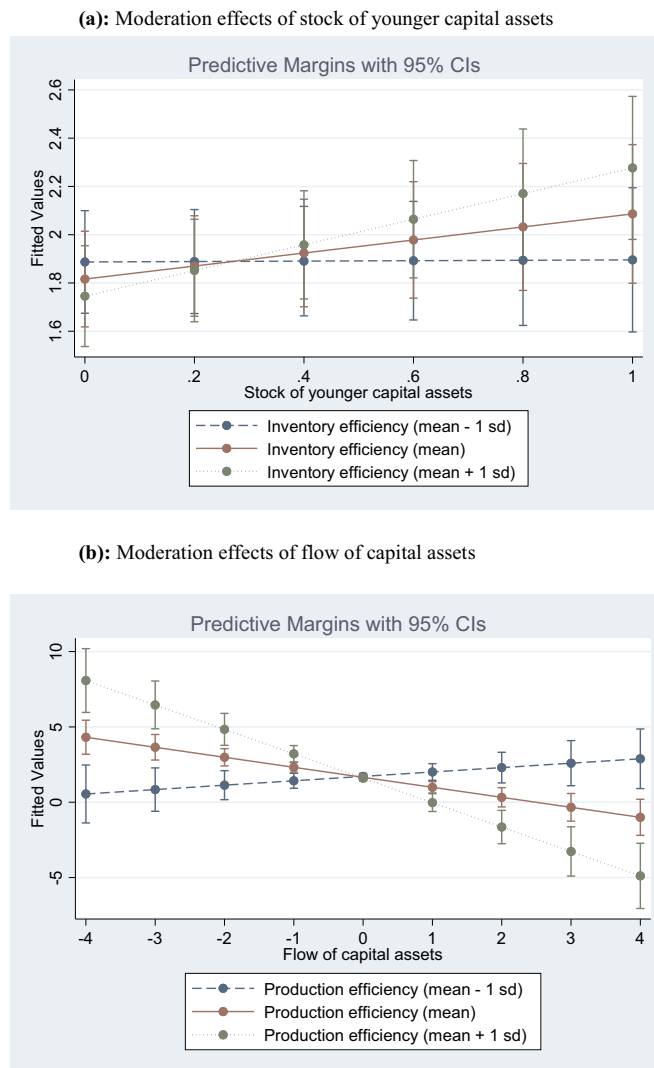 (a): Moderation effects of stock of younger capital assets
Predictive Margins with 95% CIs
Fitted Values
2.6
2.4
2.2
2
1.8
1.6
0 .2 .4 .6 .8 1
Stock of younger capital assets
Inventory efficiency (mean - 1 sd)
Inventory efficiency (mean)
Inventory efficiency (mean + 1 sd)
(b): Moderation effects of flow of capital assets
Predictive Margins with 95% CIs
Fitted Values
10
5
0
-5
-4 -3 -2 -1 0 1 2 3 4
Flow of capital assets
Production efficiency (mean - 1 sd)
Production efficiency (mean)
Production efficiency (mean + 1 sd)